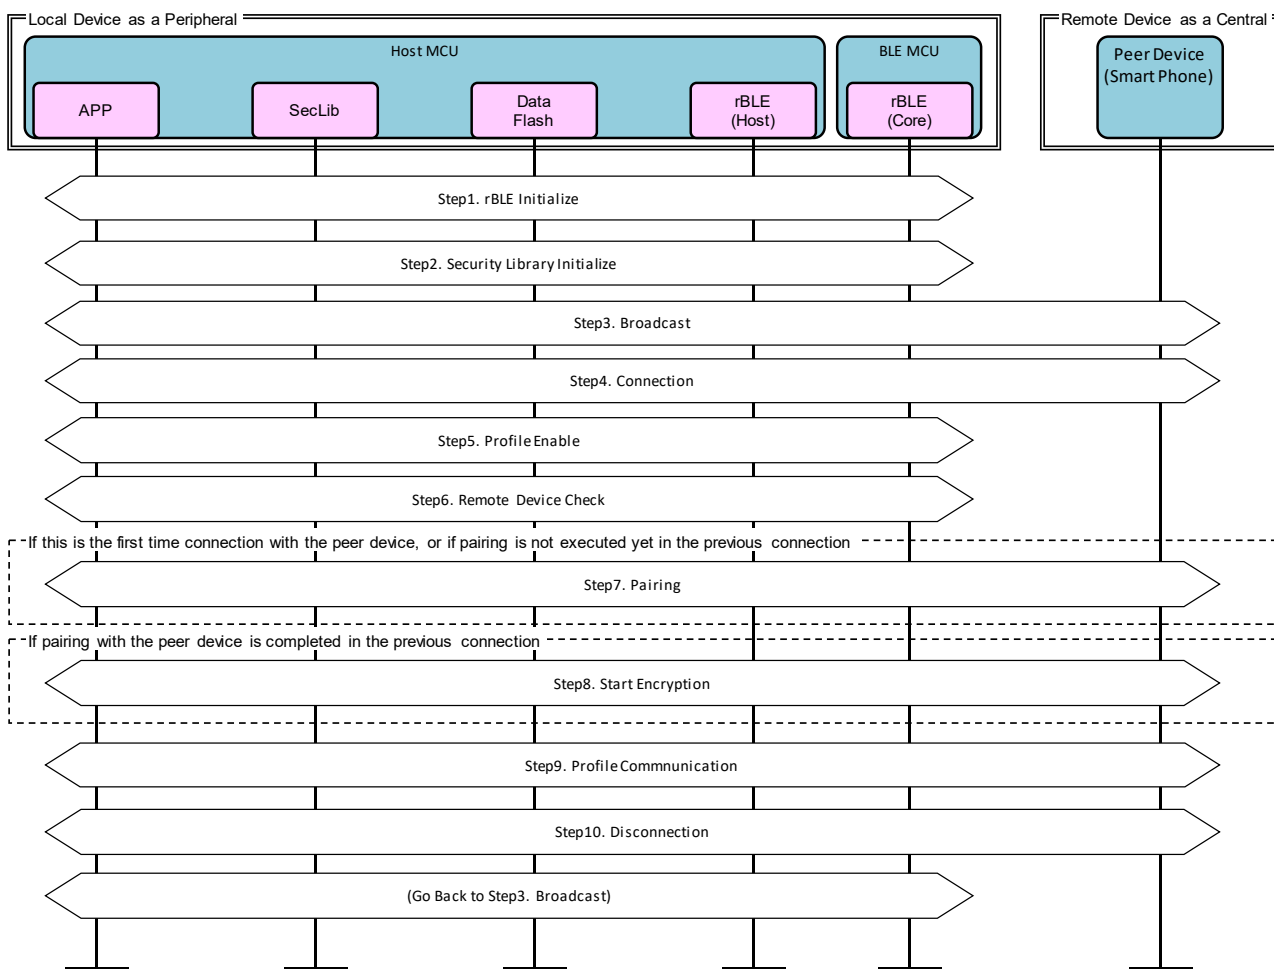 Local Device as a Peripheral
Remote Device as a Central
Host MCU
BLE MCU
Peer Device
(Smart Phone)
APP
SecLib
Data
Flash
rBLE
(Host)
rBLE
(Core)
Step1. rBLE Initialize
Step2. Security Library Initialize
Step3. Broadcast
Step4. Connection
Step5. Profile Enable
Step6. Remote Device Check
If this is the first time connection with the peer device, or if pairing is not executed yet in the previous connection
Step7. Pairing
If pairing with the peer device is completed in the previous connection
Step8. Start Encryption
Step9. Profile Commnunication
Step10. Disconnection
(Go Back to Step3. Broadcast)